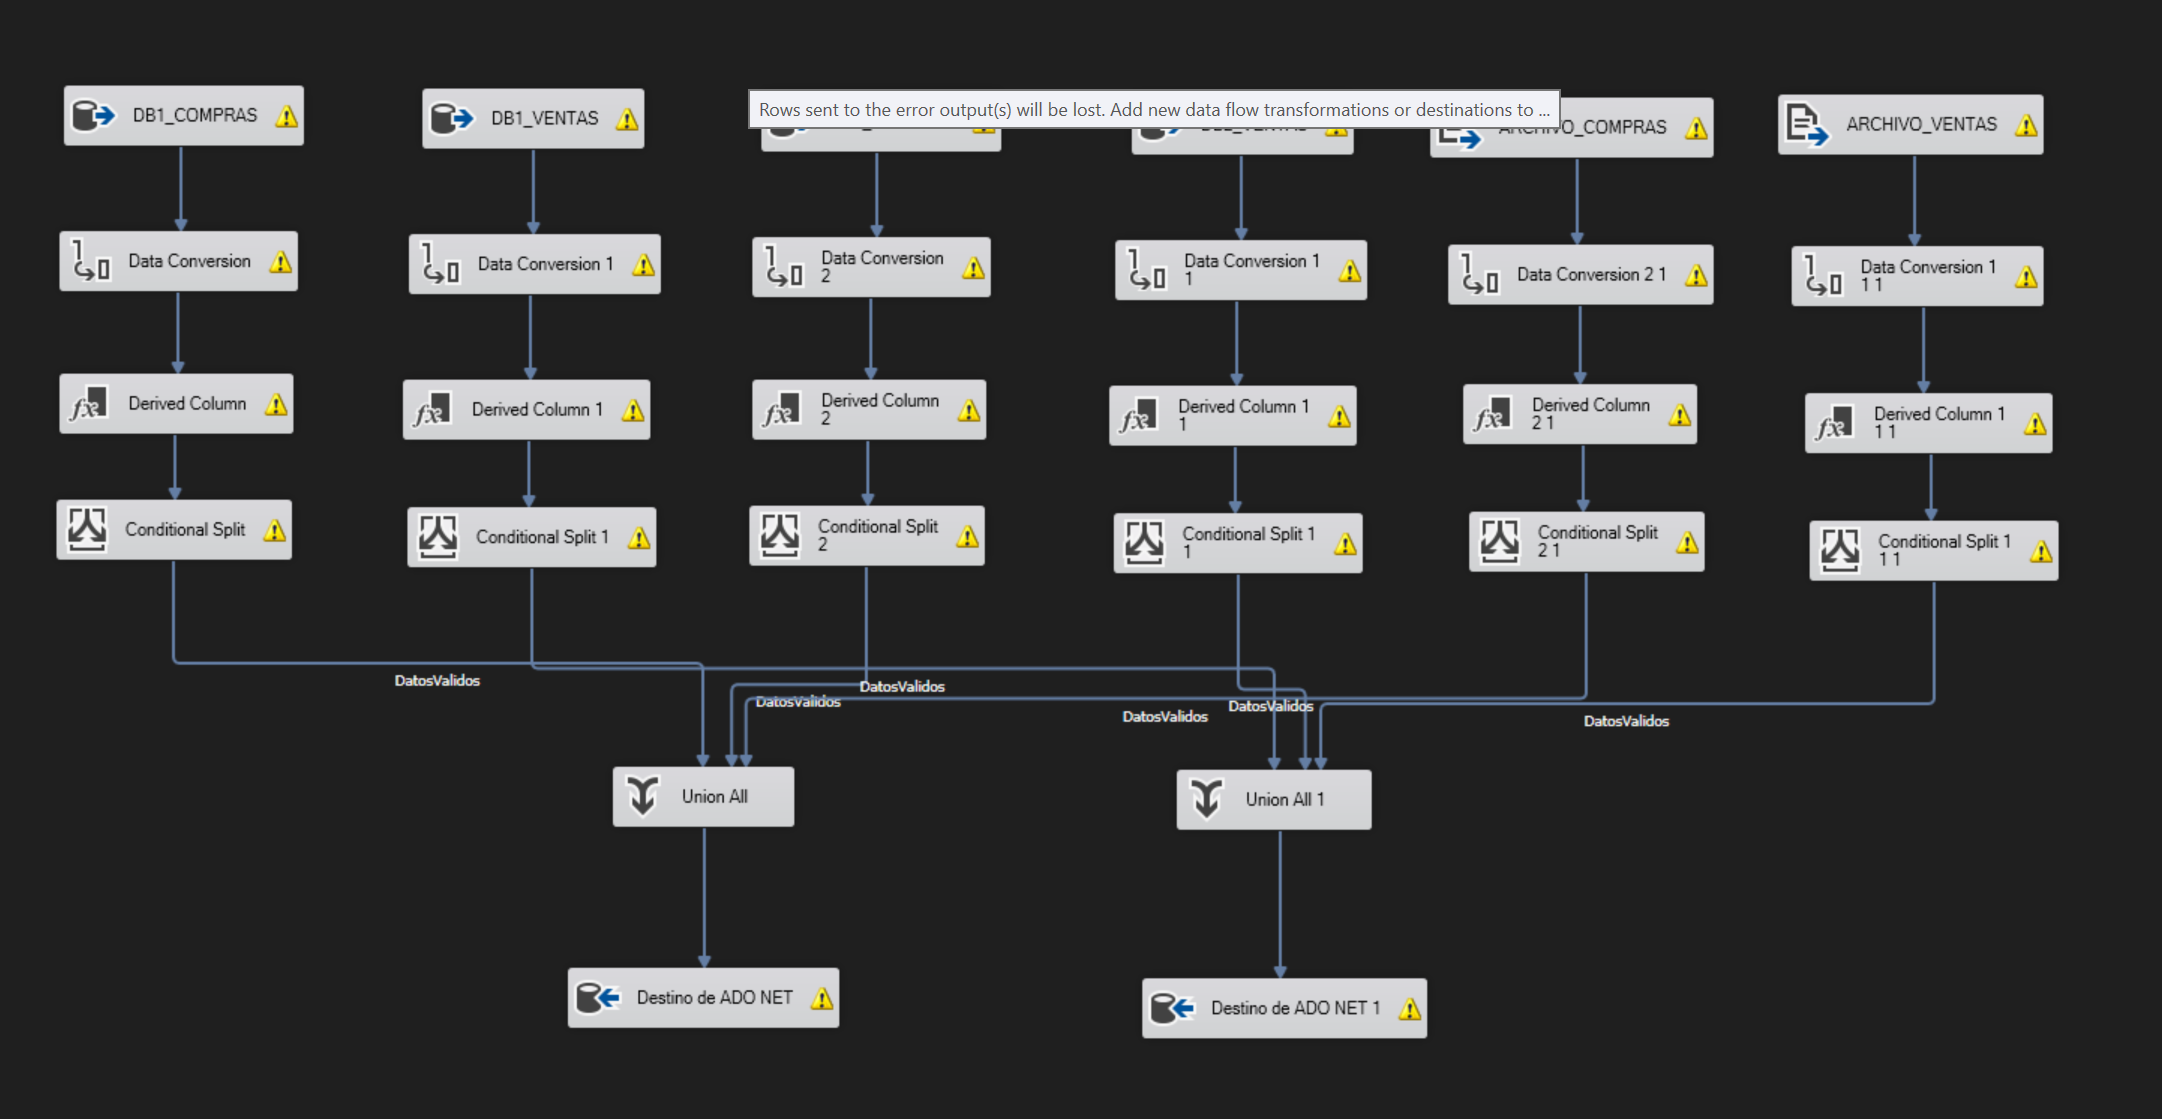 DB1_COMPRAS
DB1_VENTAS
Rows sent to the error output(s) will be lost. Add new data flow transformations or destinations to ...
ARCHIVO_COMPRAS
ARCHIVO_VENTAS
Data Conversion
Data Conversion 1
Data Conversion
2
Data Conversion 1
1
Data Conversion 2 1
Data Conversion 1
1 1
Derived Column
Derived Column 1
Derived Column
2
Derived Column 1
1
Derived Column
2 1
Derived Column 1
1 1
Conditional Split
Conditional Split 1
Conditional Split
2
Conditional Split 1
1
Conditional Split
2 1
Conditional Split 1
1 1
DatosValidos
DatosValidos
DatosValidos
DatosValidos
DatosValidos
DatosValidos
Union All
Union All 1
Destino de ADO NET
Destino de ADO NET 1